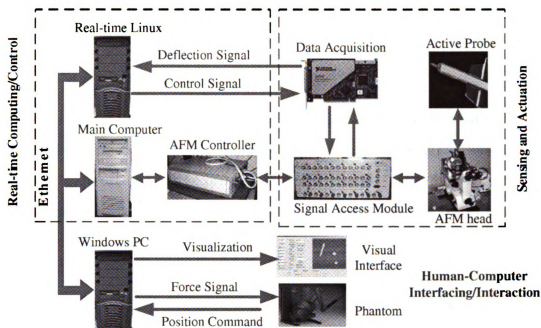 Real-time Linux
Deflection Signal
Data Acquisition
Active Probe
Control Signal
Real-time Computing/Control
Ethernet
Main Computer
AFM Controller
Signal Access Module
AFM head
Sensing and Actuation
Windows PC
Visualization
Visual
Interface
Force Signal
Position Command
Phantom
Human-Computer
Interfacing/Interaction